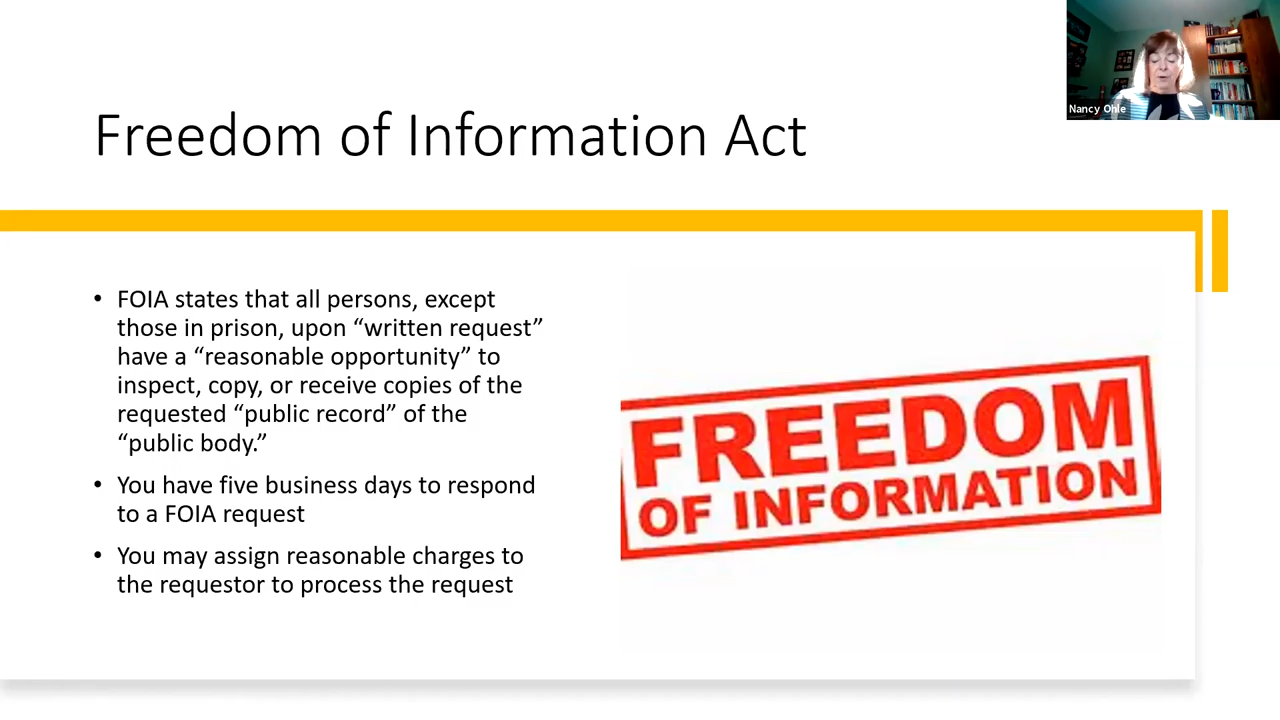 Nancy Ohle
Freedom of Information Act
• FOIA states that all persons, except
those in prison, upon “written request”
have a “reasonable opportunity” to
inspect, copy, or receive copies of the
requested “public record” of the
“public body.”
• You have five business days to respond
to a FOIA request
• You may assign reasonable charges to
the requestor to process the request
FREEDOM
OF INFORMATION